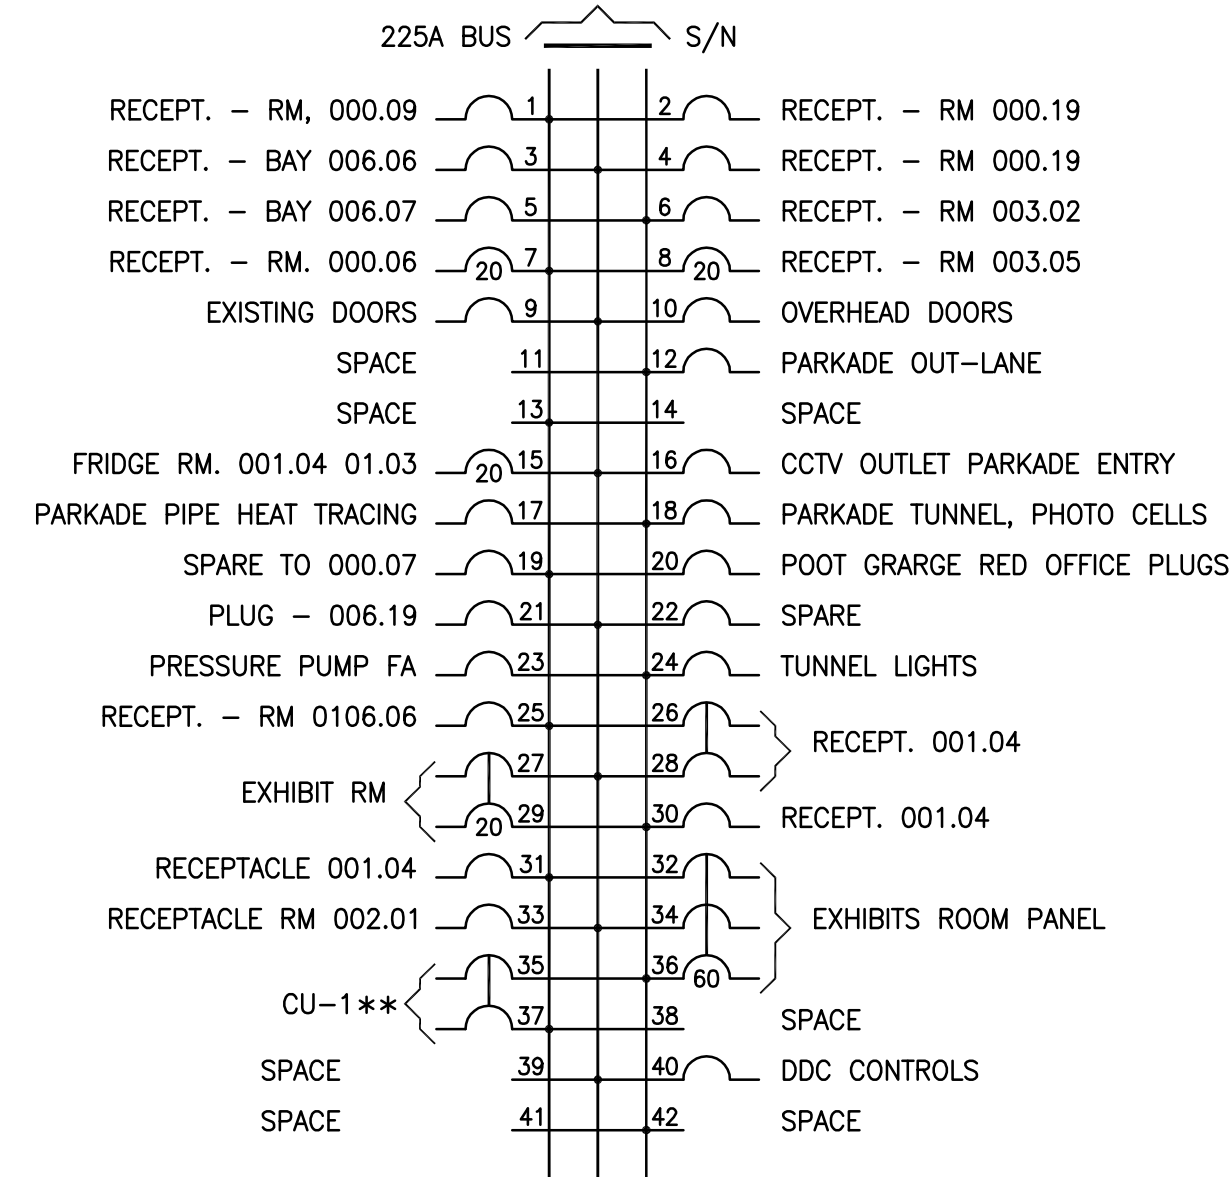 225A BUS S/N
RECEPT. – RM, 000.09 1 2 RECEPT. – RM 000.19
RECEPT. – BAY 006.06 3 4 RECEPT. – RM 000.19
RECEPT. – BAY 006.07 5 6 RECEPT. – RM 003.02
RECEPT. – RM. 000.06 20 7 8 20 RECEPT. – RM 003.05
EXISTING DOORS 9 10 OVERHEAD DOORS
SPACE 11 12 PARKADE OUT–LANE
SPACE 13 14 SPACE
FRIDGE RM. 001.04 01.03 20 15 16 CCTV OUTLET PARKADE ENTRY
PARKADE PIPE HEAT TRACING 17 18 PARKADE TUNNEL, PHOTO CELLS
SPARE TO 000.07 19 20 POOT GRARGE RED OFFICE PLUGS
PLUG – 006.19 21 22 SPARE
PRESSURE PUMP FA 23 24 TUNNEL LIGHTS
RECEPT. – RM 0106.06 25 26
RECEPT. 001.04
27 28
EXHIBIT RM
20 29 30 RECEPT. 001.04
RECEPTACLE 001.04 31 32
RECEPTACLE RM 002.01 33 34 EXHIBITS ROOM PANEL
35 36 60
CU–1**
37 38 SPACE
SPACE 39 40 DDC CONTROLS
SPACE 41 42 SPACE